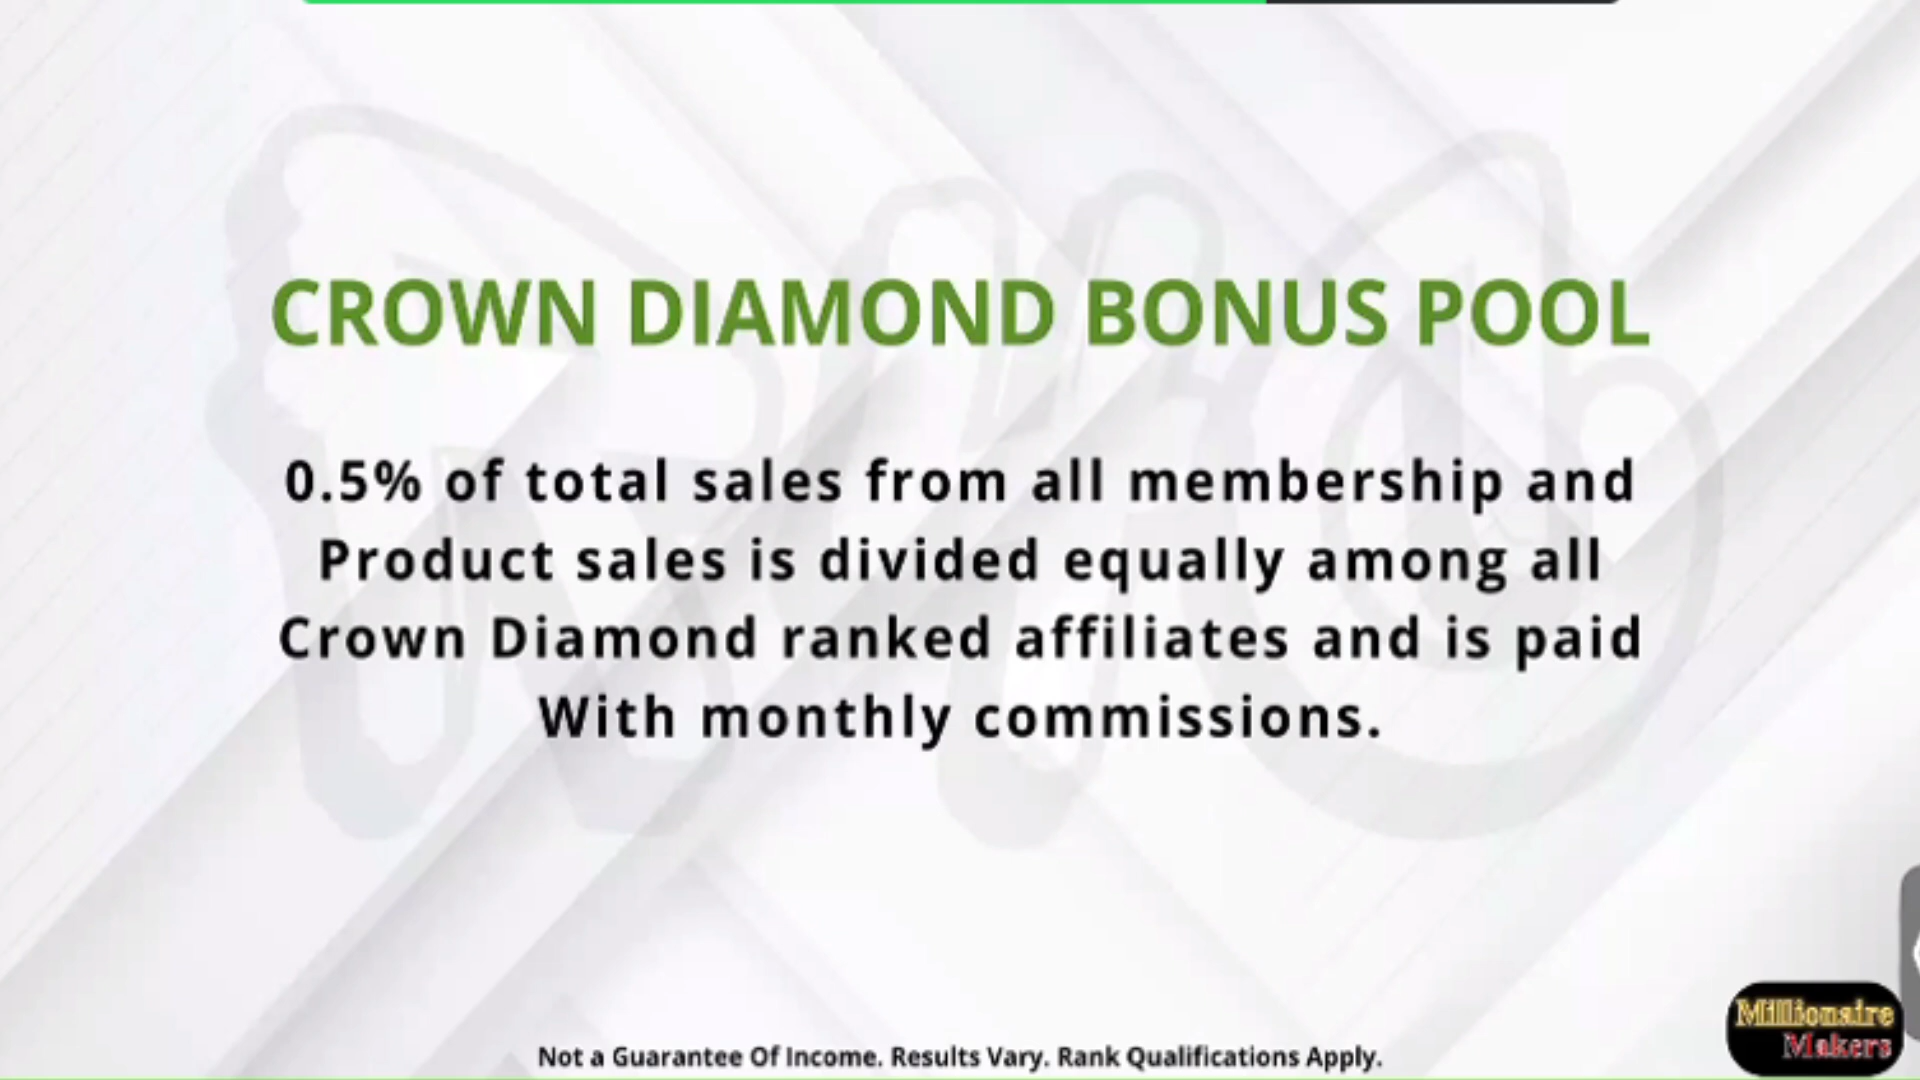 CROWN DIAMOND BONUS POOL
0.5% of total sales from all membership and
Product sales is divided equally among all
Crown Diamond ranked affiliates and is paid
With monthly commissions.
Not a Guarantee Of Income. Results Vary. Rank Qualifications Apply.
Millionaire
Makers